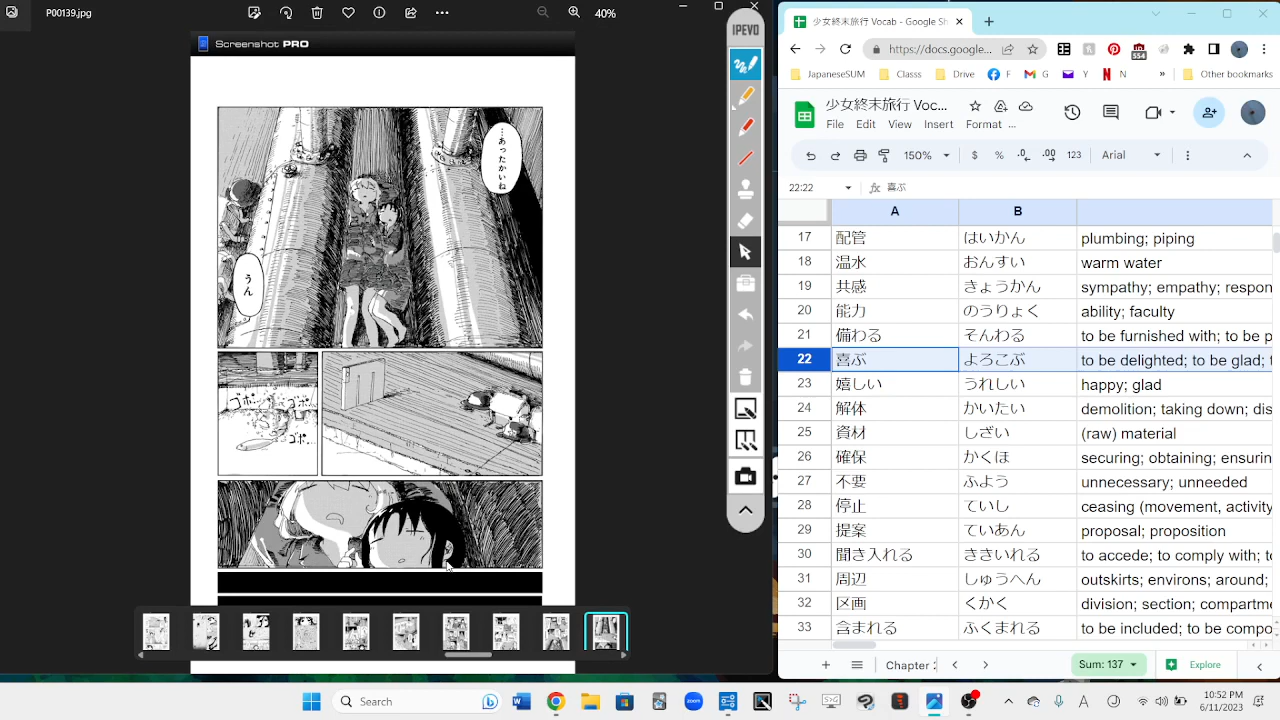 P00139.jpg
40%
Screenshot PRO
…あったかいね
うん
ゴボッ
ゴボ
IPEVO
少女終末旅行 Vocab - Google Sh
https://docs.google...
554
JapaneseSUM
Classs
Drive
F
G
Y
N
»
Other bookmarks
少女終末旅行 Voc...
File Edit View Insert Format ...
150% $ % .0 .00 123 Arial
22:22 fx 喜ぶ
A B
17 配管 はいかん plumbing; piping
18 温水 おんすい warm water
19 共感 きょうかん sympathy; empathy; respon
20 能力 のうりょく ability; faculty
21 備わる そんわる to be furnished with; to be p
22 喜ぶ よろこぶ to be delighted; to be glad; t
23 嬉しい うれしい happy; glad
24 解体 かいたい demolition; taking down; dis
25 資材 しざい (raw) material
26 確保 かくほ securing; obtaining; ensurin
27 不要 ふよう unnecessary; unneeded
28 停止 ていし ceasing (movement, activity
29 提案 ていあん proposal; proposition
30 聞き入れる ききいれる to accede; to comply (with;
31 周辺 しゅうへん outskirts; environs; around;
32 区画 くかく division; section; compartm
33 含まれる ふくまれる to be included; to be compo
Chapter 2
Sum: 137
Explore
Search
zoom
10:52 PM
6/11/2023